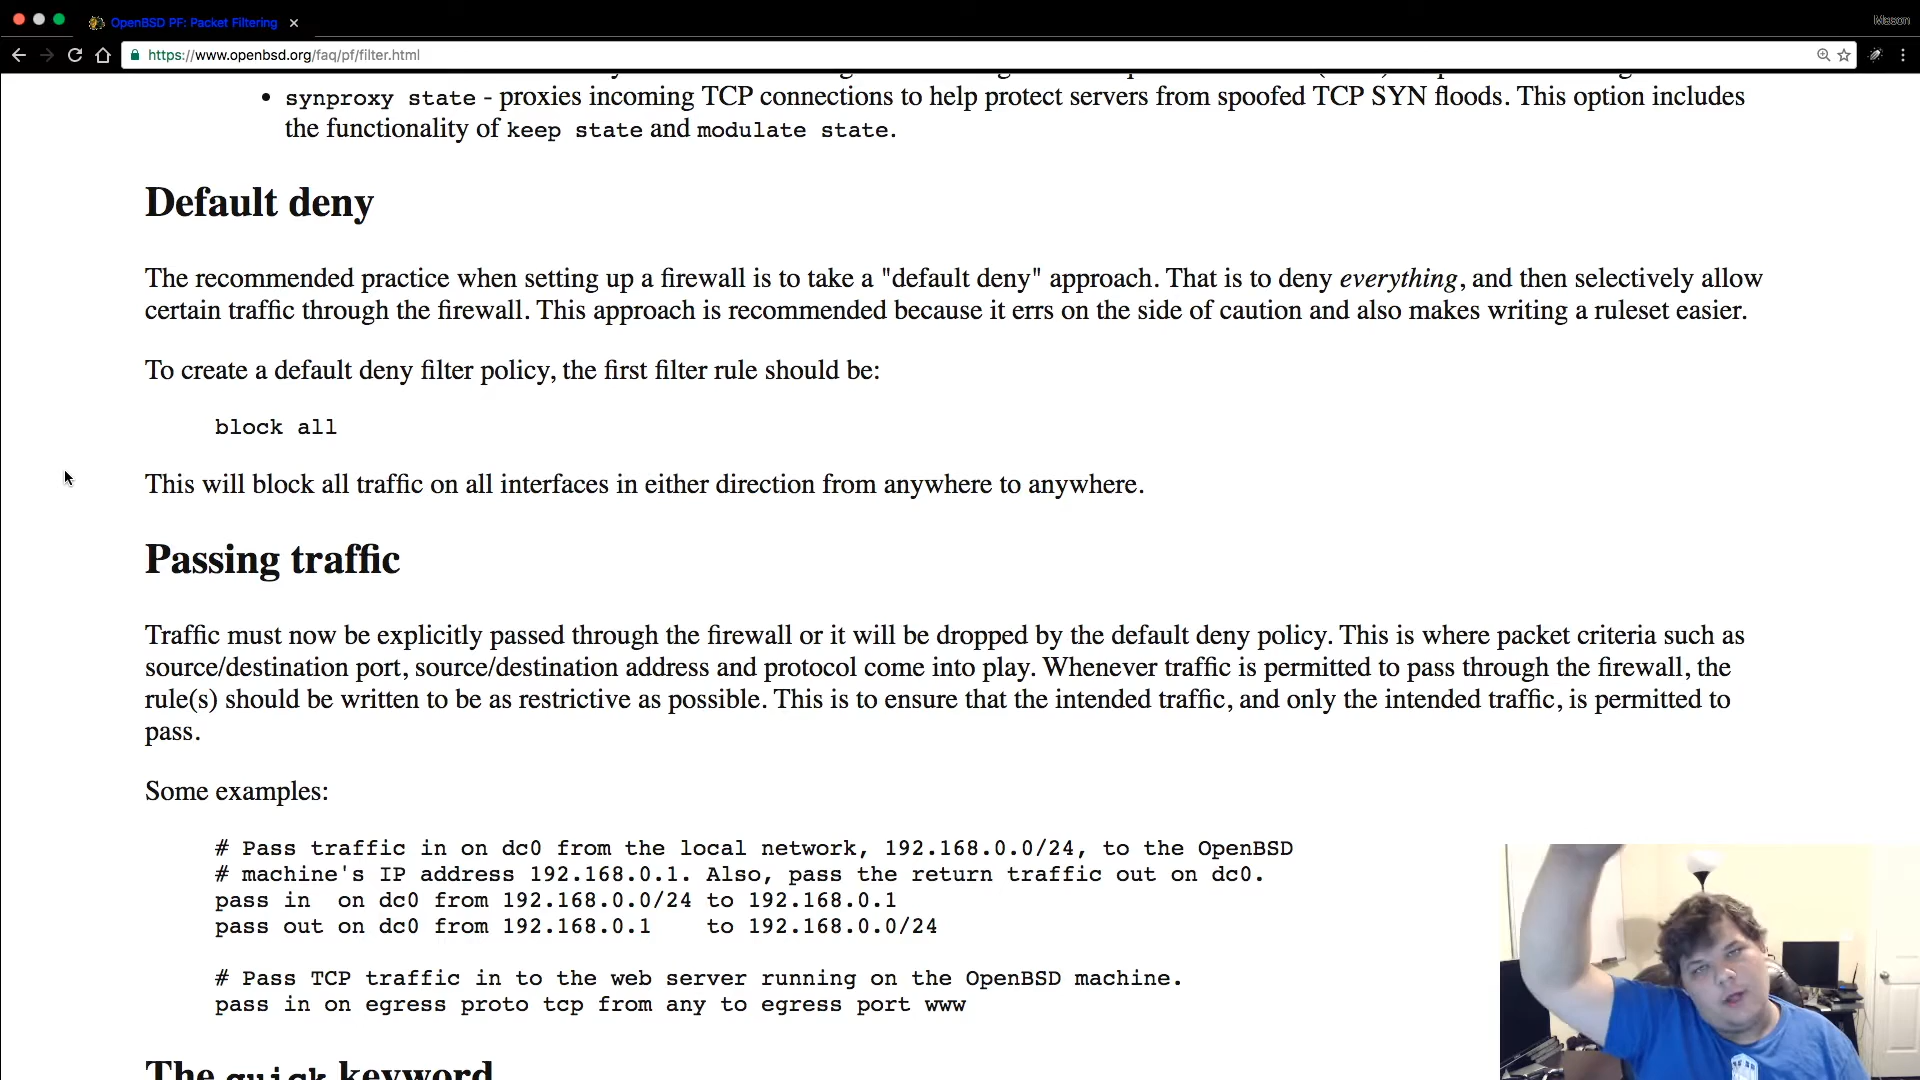 OpenBSD PF: Packet Filtering
Mason
https://www.openbsd.org/faq/pf/filter.html
synproxy state - proxies incoming TCP connections to help protect servers from spoofed TCP SYN floods. This option includes
the functionality of keep state and modulate state.
Default deny
The recommended practice when setting up a firewall is to take a "default deny" approach. That is to deny everything, and then selectively allow
certain traffic through the firewall. This approach is recommended because it errs on the side of caution and also makes writing a ruleset easier.
To create a default deny filter policy, the first filter rule should be:
block all
This will block all traffic on all interfaces in either direction from anywhere to anywhere.
Passing traffic
Traffic must now be explicitly passed through the firewall or it will be dropped by the default deny policy. This is where packet criteria such as
source/destination port, source/destination address and protocol come into play. Whenever traffic is permitted to pass through the firewall, the
rule(s) should be written to be as restrictive as possible. This is to ensure that the intended traffic, and only the intended traffic, is permitted to
pass.
Some examples:
# Pass traffic in on dc0 from the local network, 192.168.0.0/24, to the OpenBSD
# machine's IP address 192.168.0.1. Also, pass the return traffic out on dc0.
pass in  on dc0 from 192.168.0.0/24 to 192.168.0.1
pass out on dc0 from 192.168.0.1    to 192.168.0.0/24
# Pass TCP traffic in to the web server running on the OpenBSD machine.
pass in on egress proto tcp from any to egress port www
The quick keyword